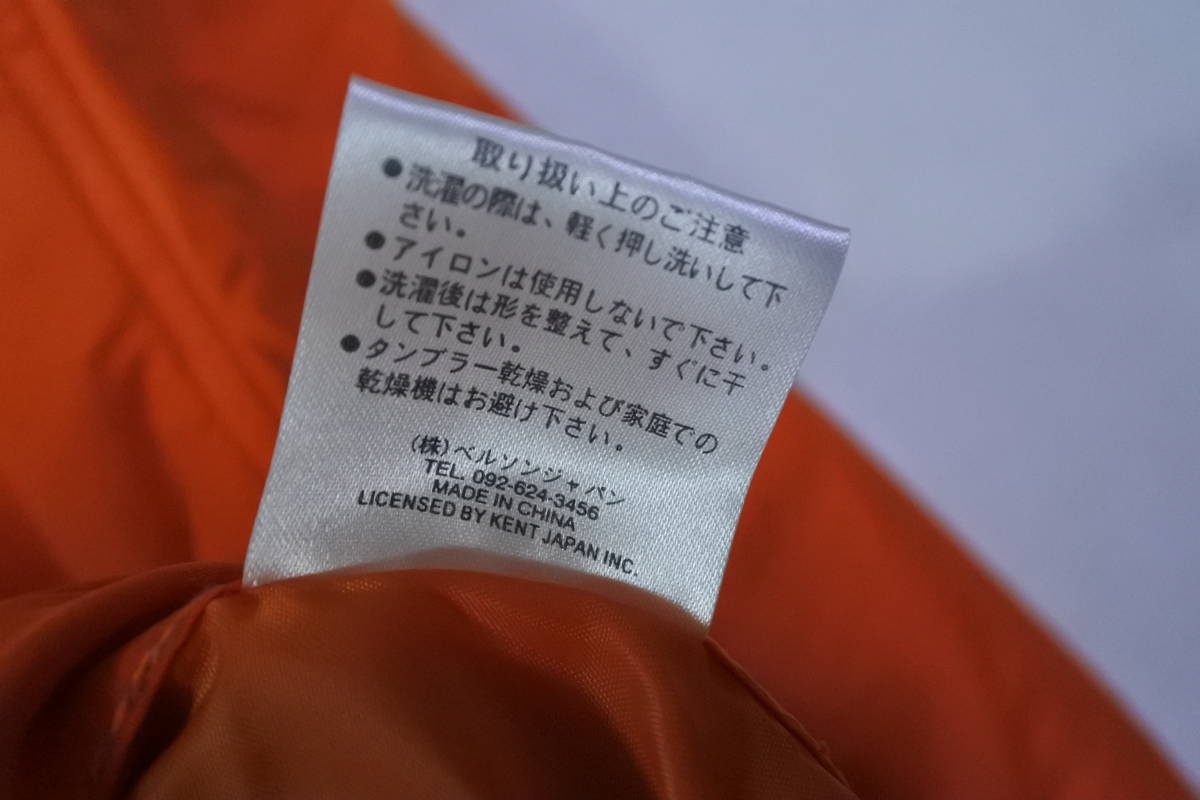 取り扱い上のご注意
●洗濯の際は、軽く押し洗いして下
さい。
●アイロンは使用しないで下さい。
●洗濯後は形を整えて、すぐに干
して下さい。
●タンブラー乾燥および家庭での
乾燥機はお避け下さい。
(株)ベルソンジャパン
TEL. 092-624-3456
MADE IN CHINA
LICENSED BY KENT JAPAN INC.